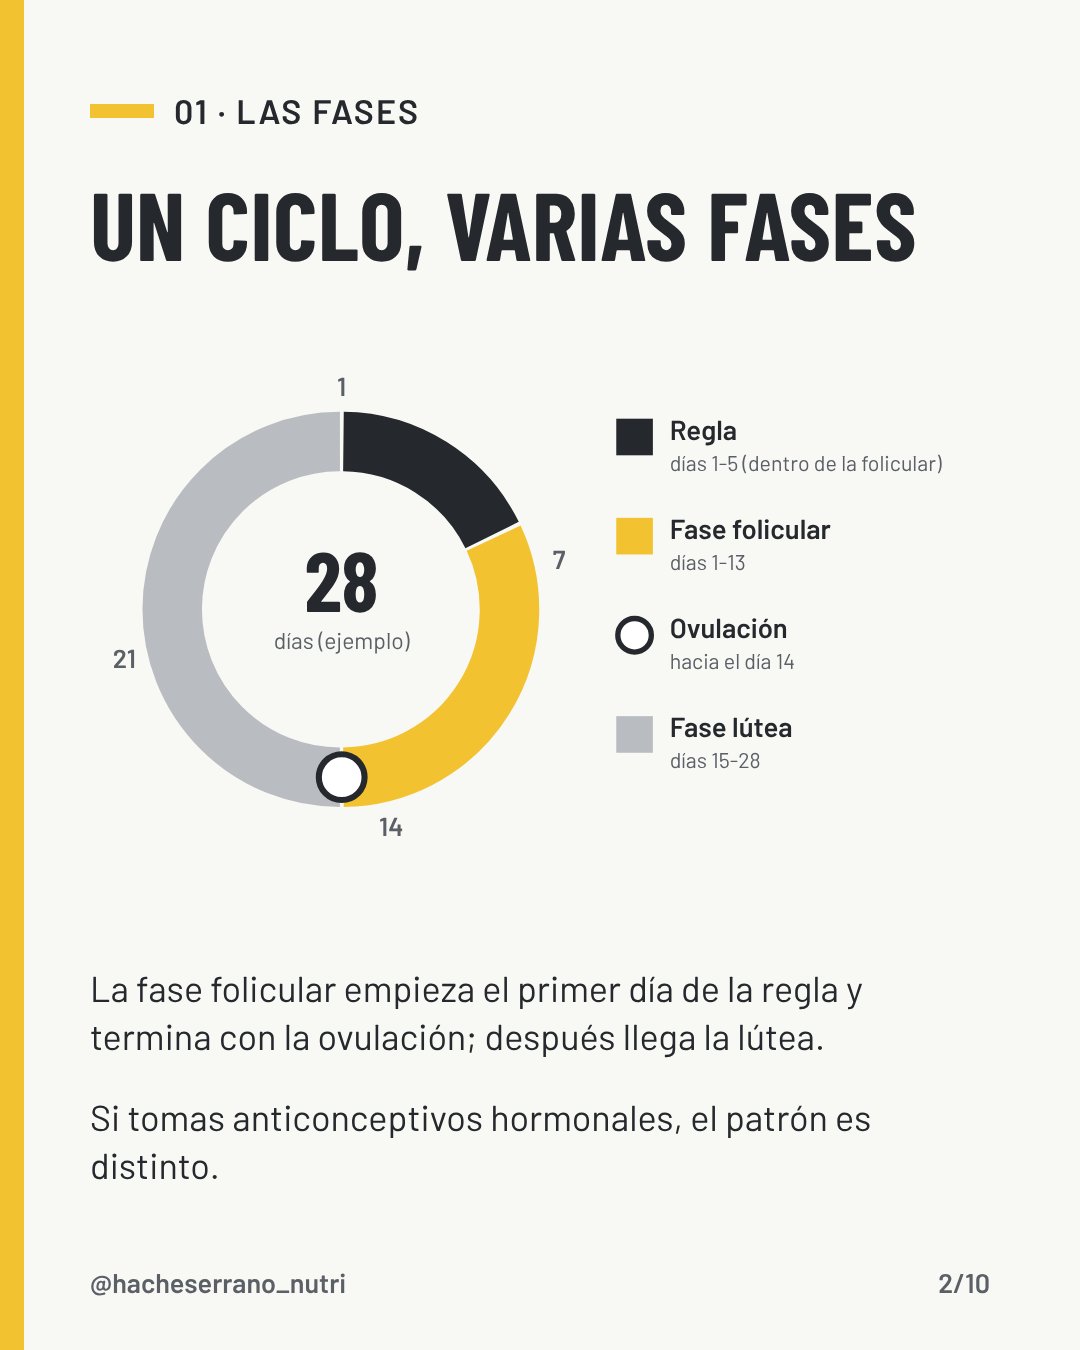 01 · LAS FASES
UN CICLO, VARIAS FASES
1
7
14
21
28
días (ejemplo)
Regla
días 1-5 (dentro de la folicular)
Fase folicular
días 1-13
Ovulación
hacia el día 14
Fase lútea
días 15-28
La fase folicular empieza el primer día de la regla y
termina con la ovulación; después llega la lútea.
Si tomas anticonceptivos hormonales, el patrón es
distinto.
@hacheserrano_nutri
2/10